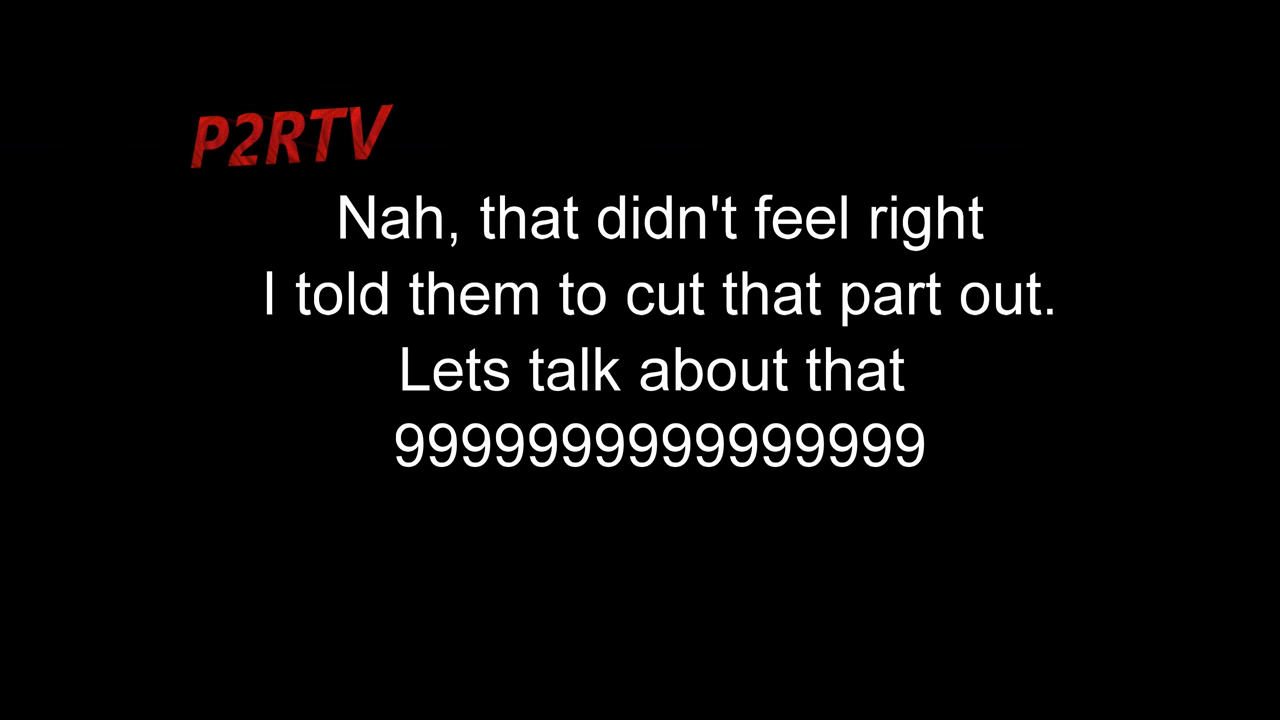 P2RTV
Nah, that didn't feel right
I told them to cut that part out.
Lets talk about that
9999999999999999